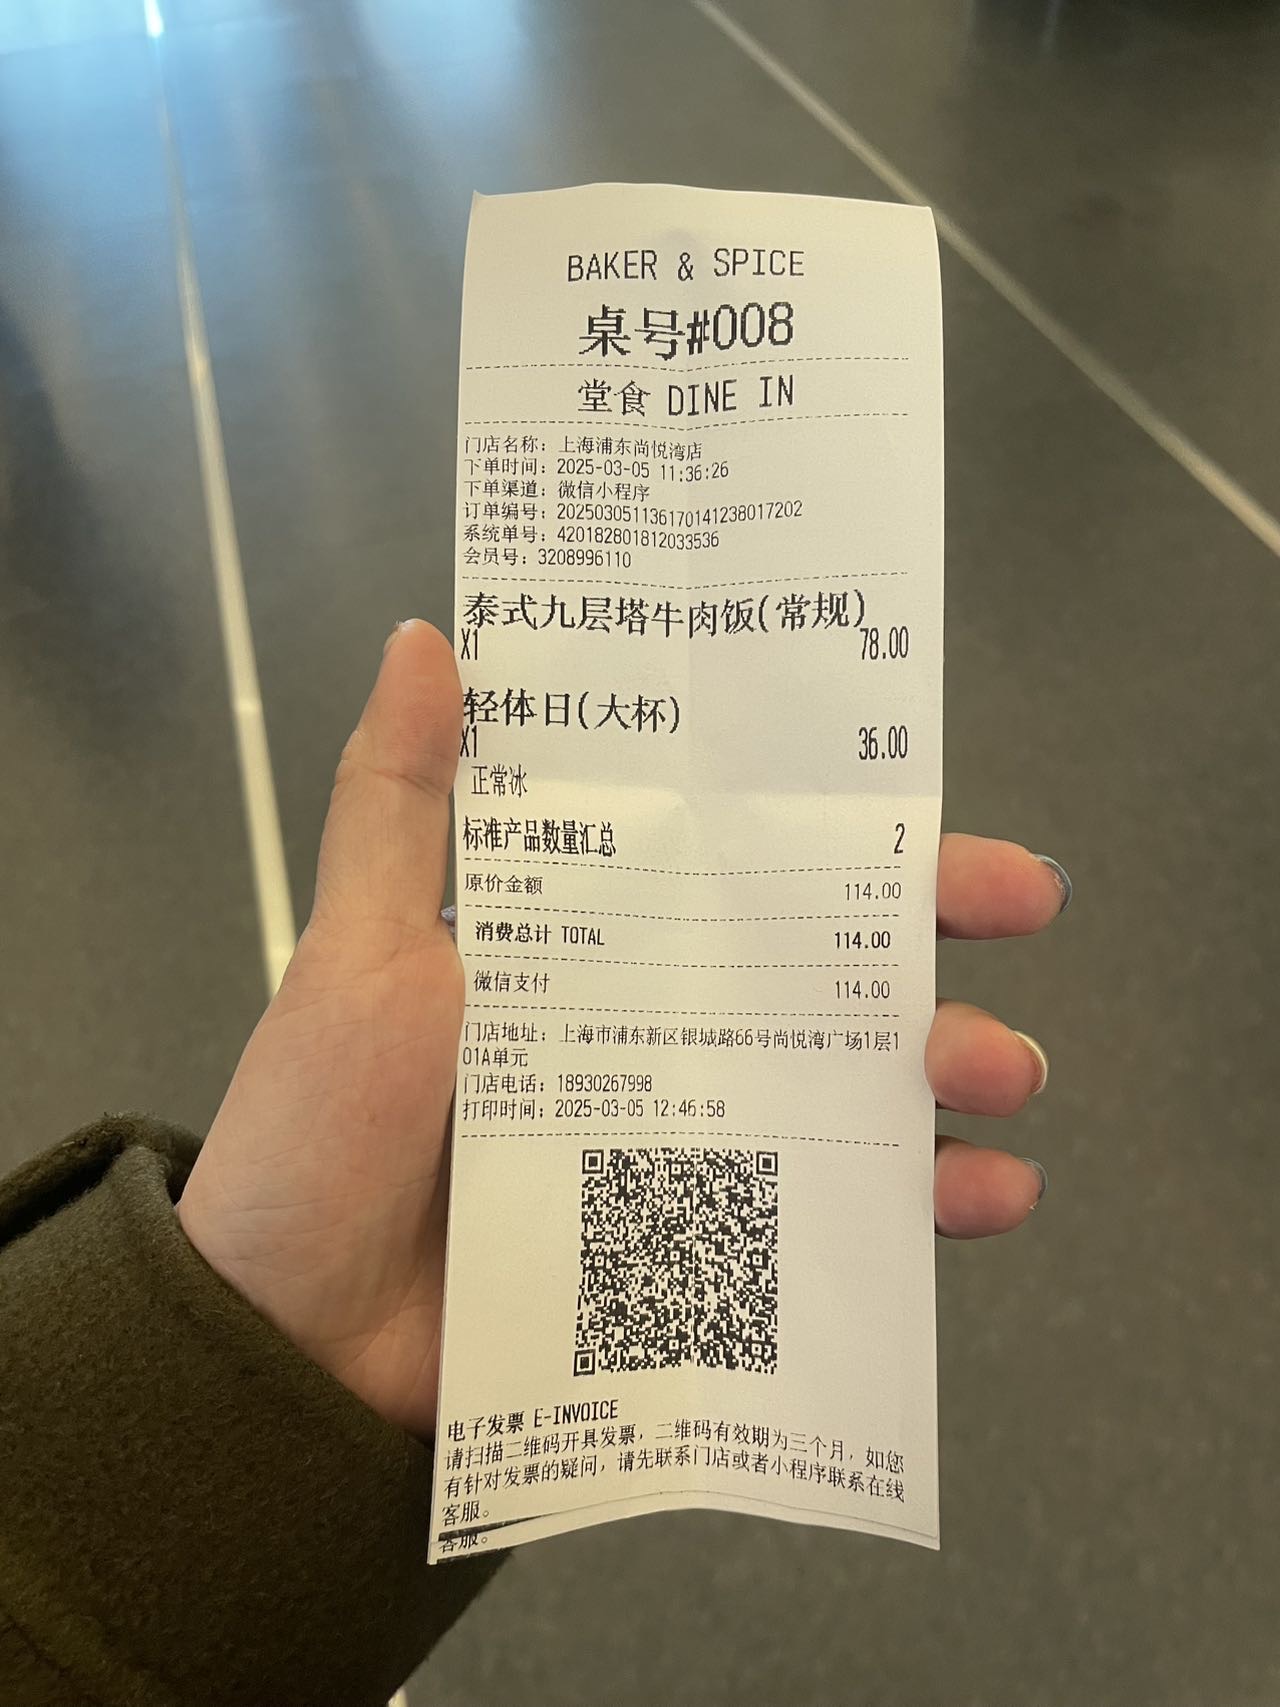 BAKER & SPICE
桌号#008
堂食 DINE IN
门店名称：上海浦东尚悦湾店
下单时间：2025-03-05 11:36:26
下单渠道：微信小程序
订单编号：202503051136170141238017202
系统单号：420182801812033536
会员号：3208996110
泰式九层塔牛肉饭(常规)
X1 78.00
轻体日(大杯)
X1 36.00
正常冰
标准产品数量汇总 2
原价金额 114.00
消费总计 TOTAL 114.00
微信支付 114.00
门店地址：上海市浦东新区银城路66号尚悦湾广场1层1
01A单元
门店电话：18930267998
打印时间：2025-03-05 12:46:58
电子发票 E-INVOICE
请扫描二维码开具发票，二维码有效期为三个月，如您
有针对发票的疑问，请先联系门店或者小程序联系在线
客服。
客服。